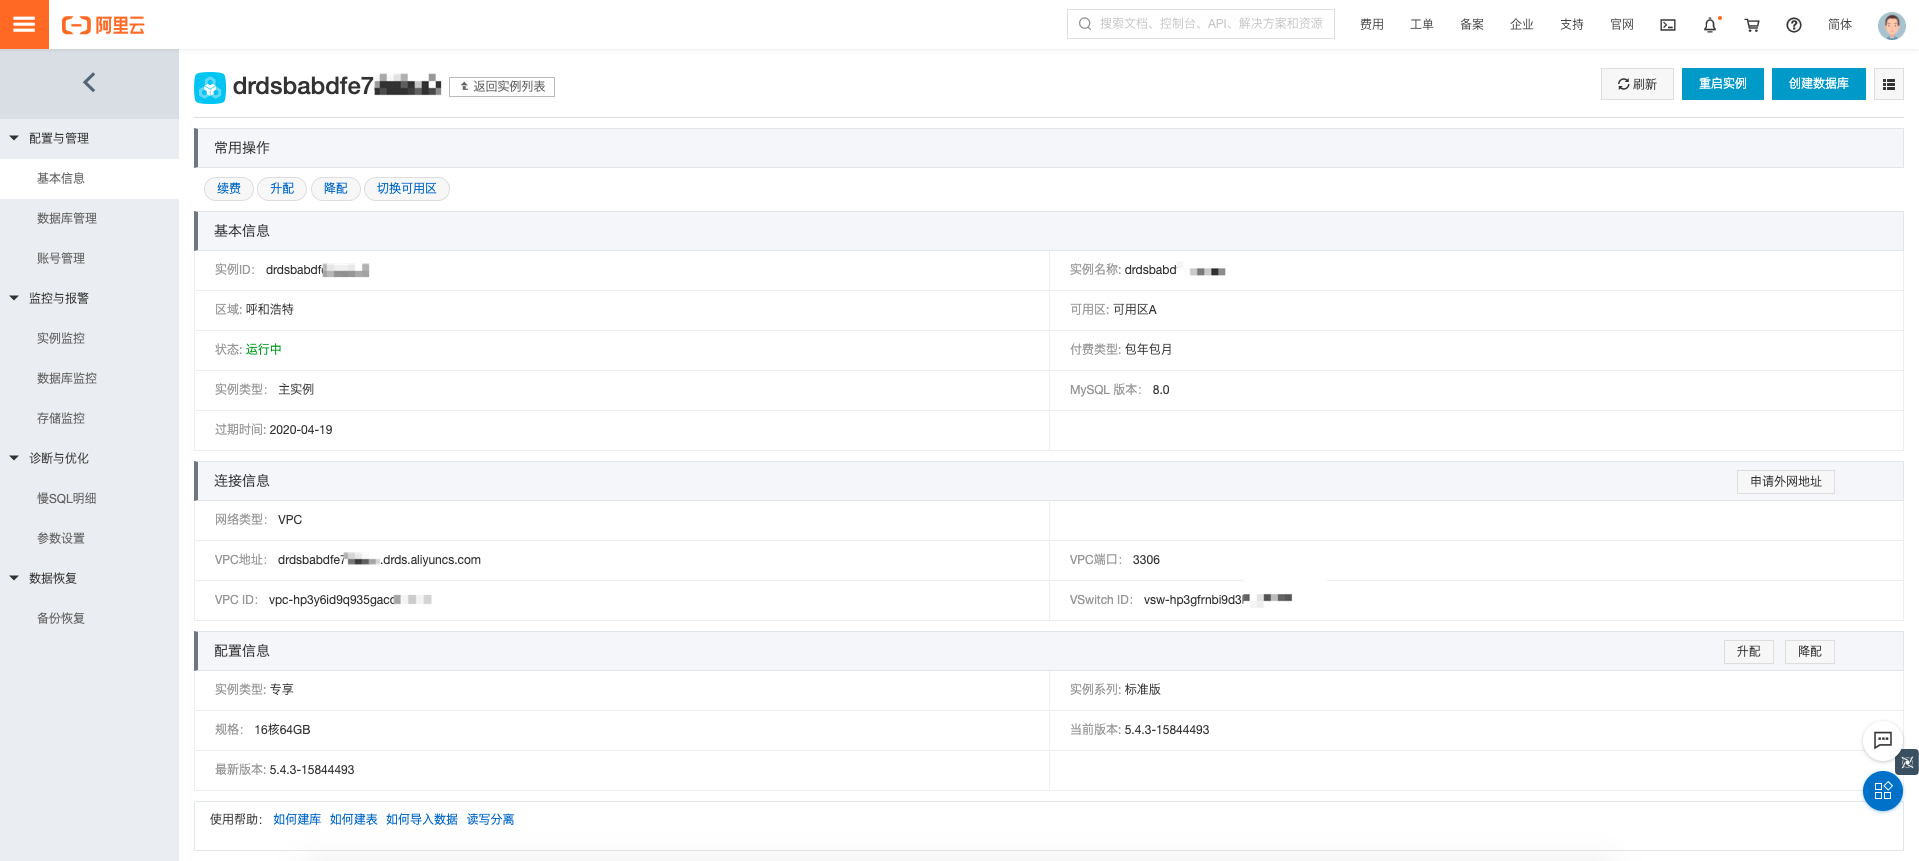 阿里云
搜索文档、控制台、API、解决方案和资源
费用 工单 备案 企业 支持 官网 简体
drdsbabdfe7
返回实例列表
刷新 重启实例 创建数据库
配置与管理
基本信息
数据库管理
账号管理
监控与报警
实例监控
数据库监控
存储监控
诊断与优化
慢SQL明细
参数设置
数据恢复
备份恢复
常用操作
续费 升配 降配 切换可用区
基本信息
实例ID: drdsbabdf
实例名称: drdsbabd
区域: 呼和浩特
可用区: 可用区A
状态: 运行中
付费类型: 包年包月
实例类型: 主实例
MySQL 版本: 8.0
过期时间: 2020-04-19
连接信息
申请外网地址
网络类型: VPC
VPC地址: drdsbabdfe7 .drds.aliyuncs.com
VPC端口: 3306
VPC ID: vpc-hp3y6id9q935gac
VSwitch ID: vsw-hp3gfrnbi9d3
配置信息
升配 降配
实例类型: 专享
实例系列: 标准版
规格: 16核64GB
当前版本: 5.4.3-15844493
最新版本: 5.4.3-15844493
使用帮助: 如何建库 如何建表 如何导入数据 读写分离